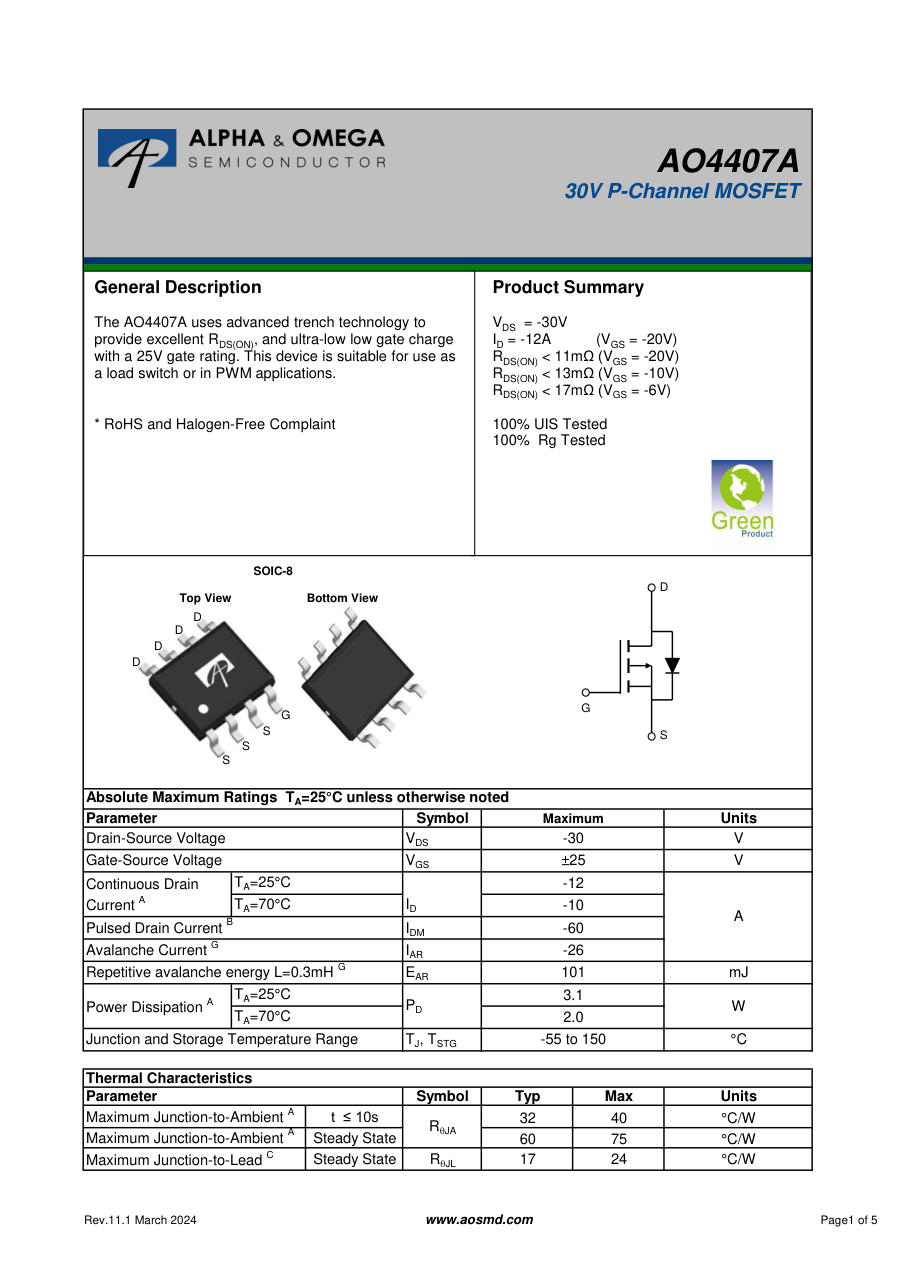 ALPHA & OMEGA
SEMICONDUCTOR
AO4407A
30V P-Channel MOSFET
General Description
The AO4407A uses advanced trench technology to
provide excellent RDS(ON), and ultra-low low gate charge
with a 25V gate rating. This device is suitable for use as
a load switch or in PWM applications.
* RoHS and Halogen-Free Complaint
Product Summary
VDS = -30V
ID = -12A (VGS = -20V)
RDS(ON) < 11mΩ (VGS = -20V)
RDS(ON) < 13mΩ (VGS = -10V)
RDS(ON) < 17mΩ (VGS = -6V)
100% UIS Tested
100% Rg Tested
Green
Product
SOIC-8
Top View Bottom View
D
D
D
D
G
S
S
S
D
G
S
Absolute Maximum Ratings TA=25°C unless otherwise noted
Parameter Symbol Maximum Units
Drain-Source Voltage VDS -30 V
Gate-Source Voltage VGS ±25 V
Continuous Drain TA=25°C -12
Current A TA=70°C ID -10 A
Pulsed Drain Current B IDM -60
Avalanche Current G IAR -26
Repetitive avalanche energy L=0.3mH G EAR 101 mJ
Power Dissipation A TA=25°C PD 3.1 W
TA=70°C 2.0
Junction and Storage Temperature Range TJ, TSTG -55 to 150 °C
Thermal Characteristics
Parameter Symbol Typ Max Units
Maximum Junction-to-Ambient A t ≤ 10s RθJA 32 40 °C/W
Maximum Junction-to-Ambient A Steady State 60 75 °C/W
Maximum Junction-to-Lead C Steady State RθJL 17 24 °C/W
Rev.11.1 March 2024 www.aosmd.com Page1 of 5